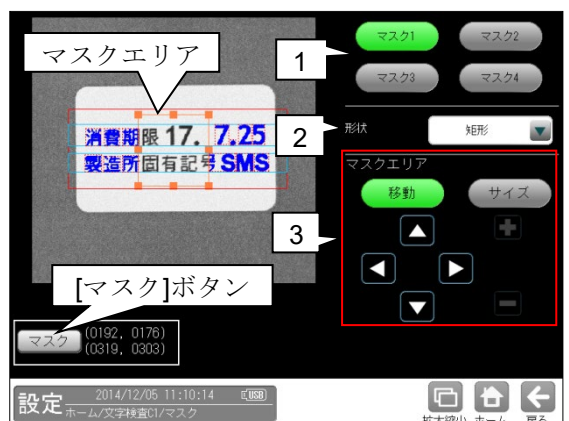 マスクエリア
1
マスク1
マスク2
マスク3
マスク4
消費期限 17. 7.25
製造所固有記号 SMS
2
形状
矩形
マスクエリア
移動
サイズ
3
[マスク]ボタン
マスク
(0192, 0176)
(0319, 0303)
設定
2014/12/05 11:10:14
USB
ホーム/文字検査C1/マスク
拡大縮小
ホーム
戻る